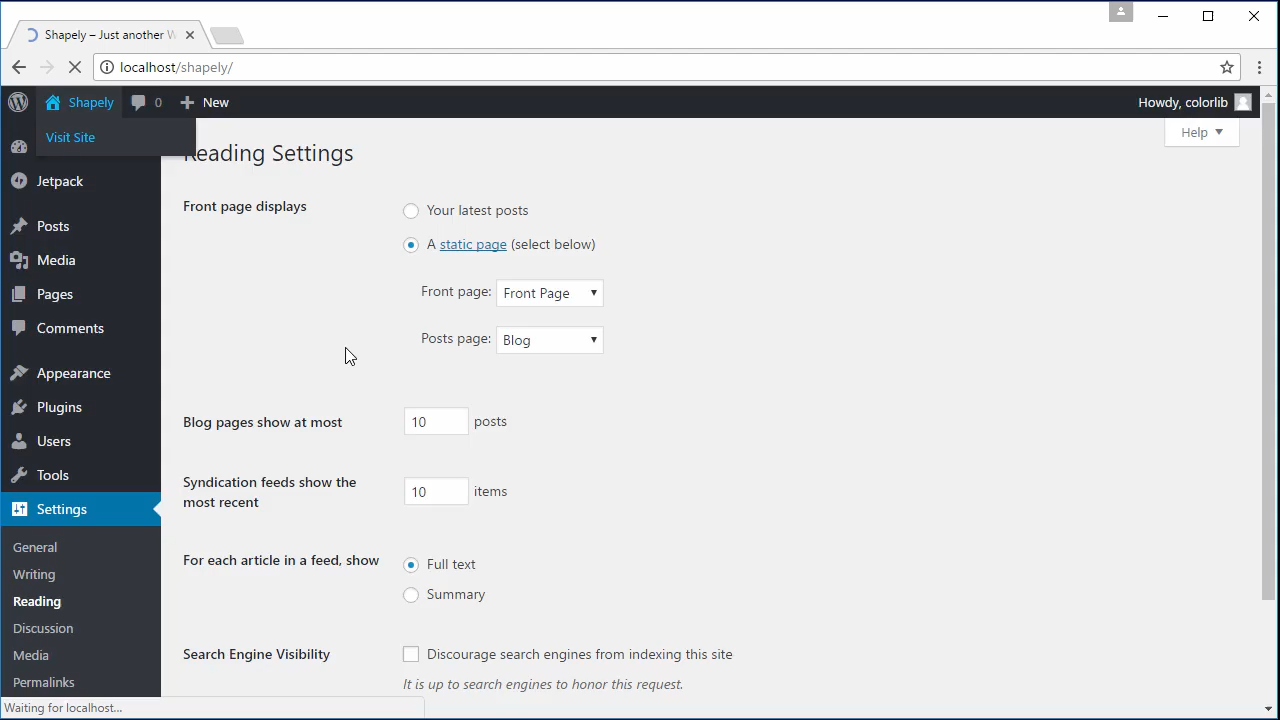 Shapely – Just another W
localhost/shapely/
Shapely 0 New Howdy, colorlib
Visit Site
Help
Reading Settings
Jetpack
Posts
Media
Pages
Comments
Appearance
Plugins
Users
Tools
Settings
General
Writing
Reading
Discussion
Media
Permalinks
Front page displays
Your latest posts
A static page (select below)
Front page: Front Page
Posts page: Blog
Blog pages show at most 10 posts
Syndication feeds show the
most recent
10 items
For each article in a feed, show
Full text
Summary
Search Engine Visibility
Discourage search engines from indexing this site
It is up to search engines to honor this request.
Waiting for localhost...